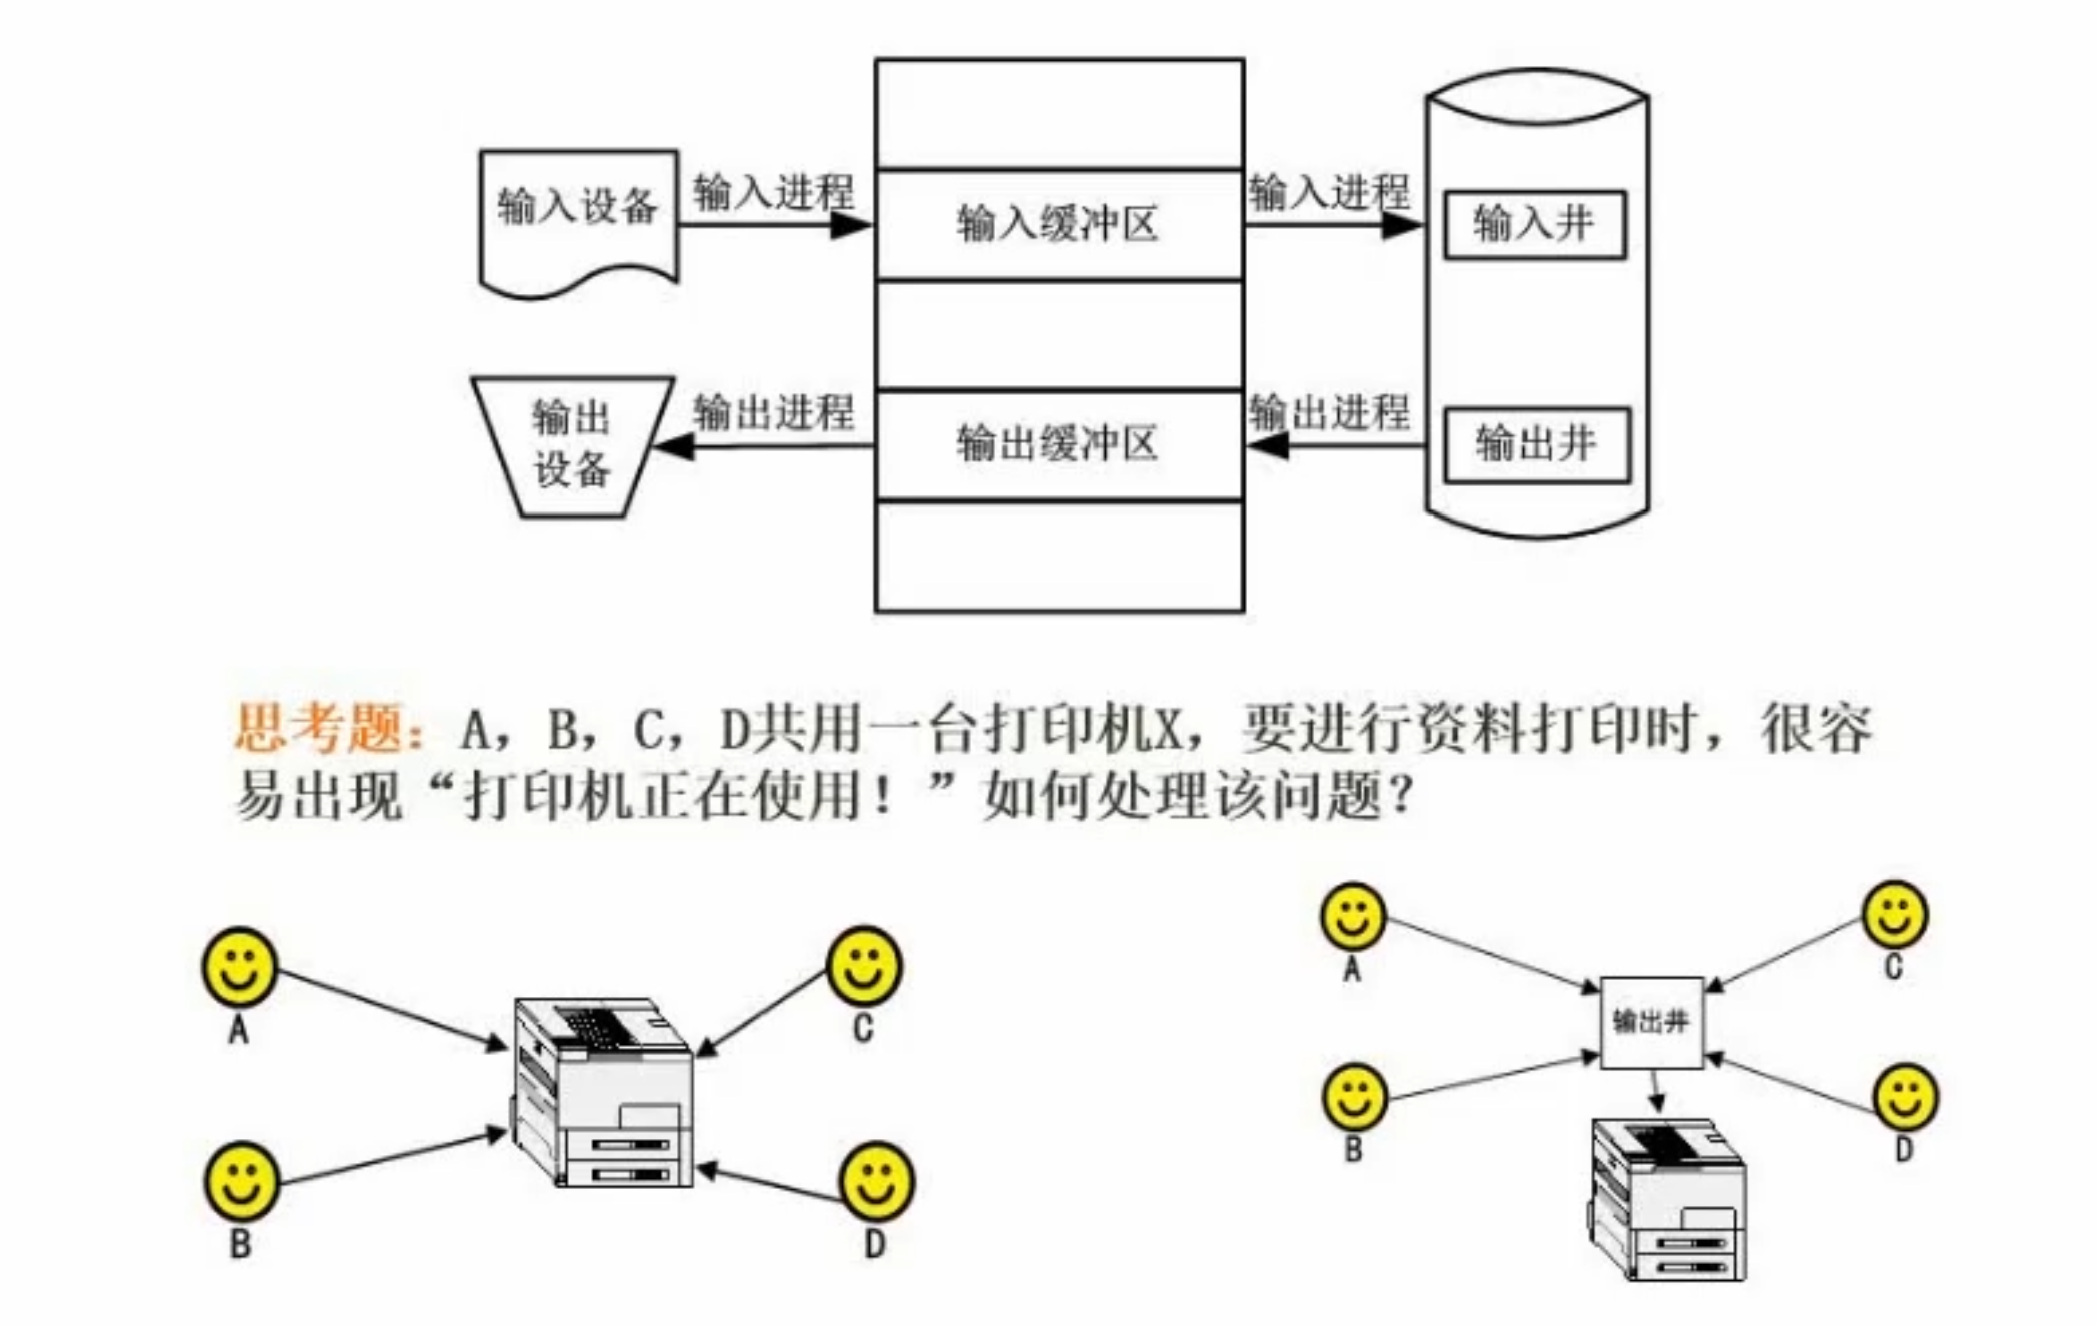 输入设备
输入进程
输入缓冲区
输入进程
输入井
输出
设备
输出进程
输出缓冲区
输出进程
输出井
思考题：A，B，C，D共用一台打印机X，要进行资料打印时，很容
易出现“打印机正在使用！”如何处理该问题？
A
C
B
D
A
C
输出井
B
D